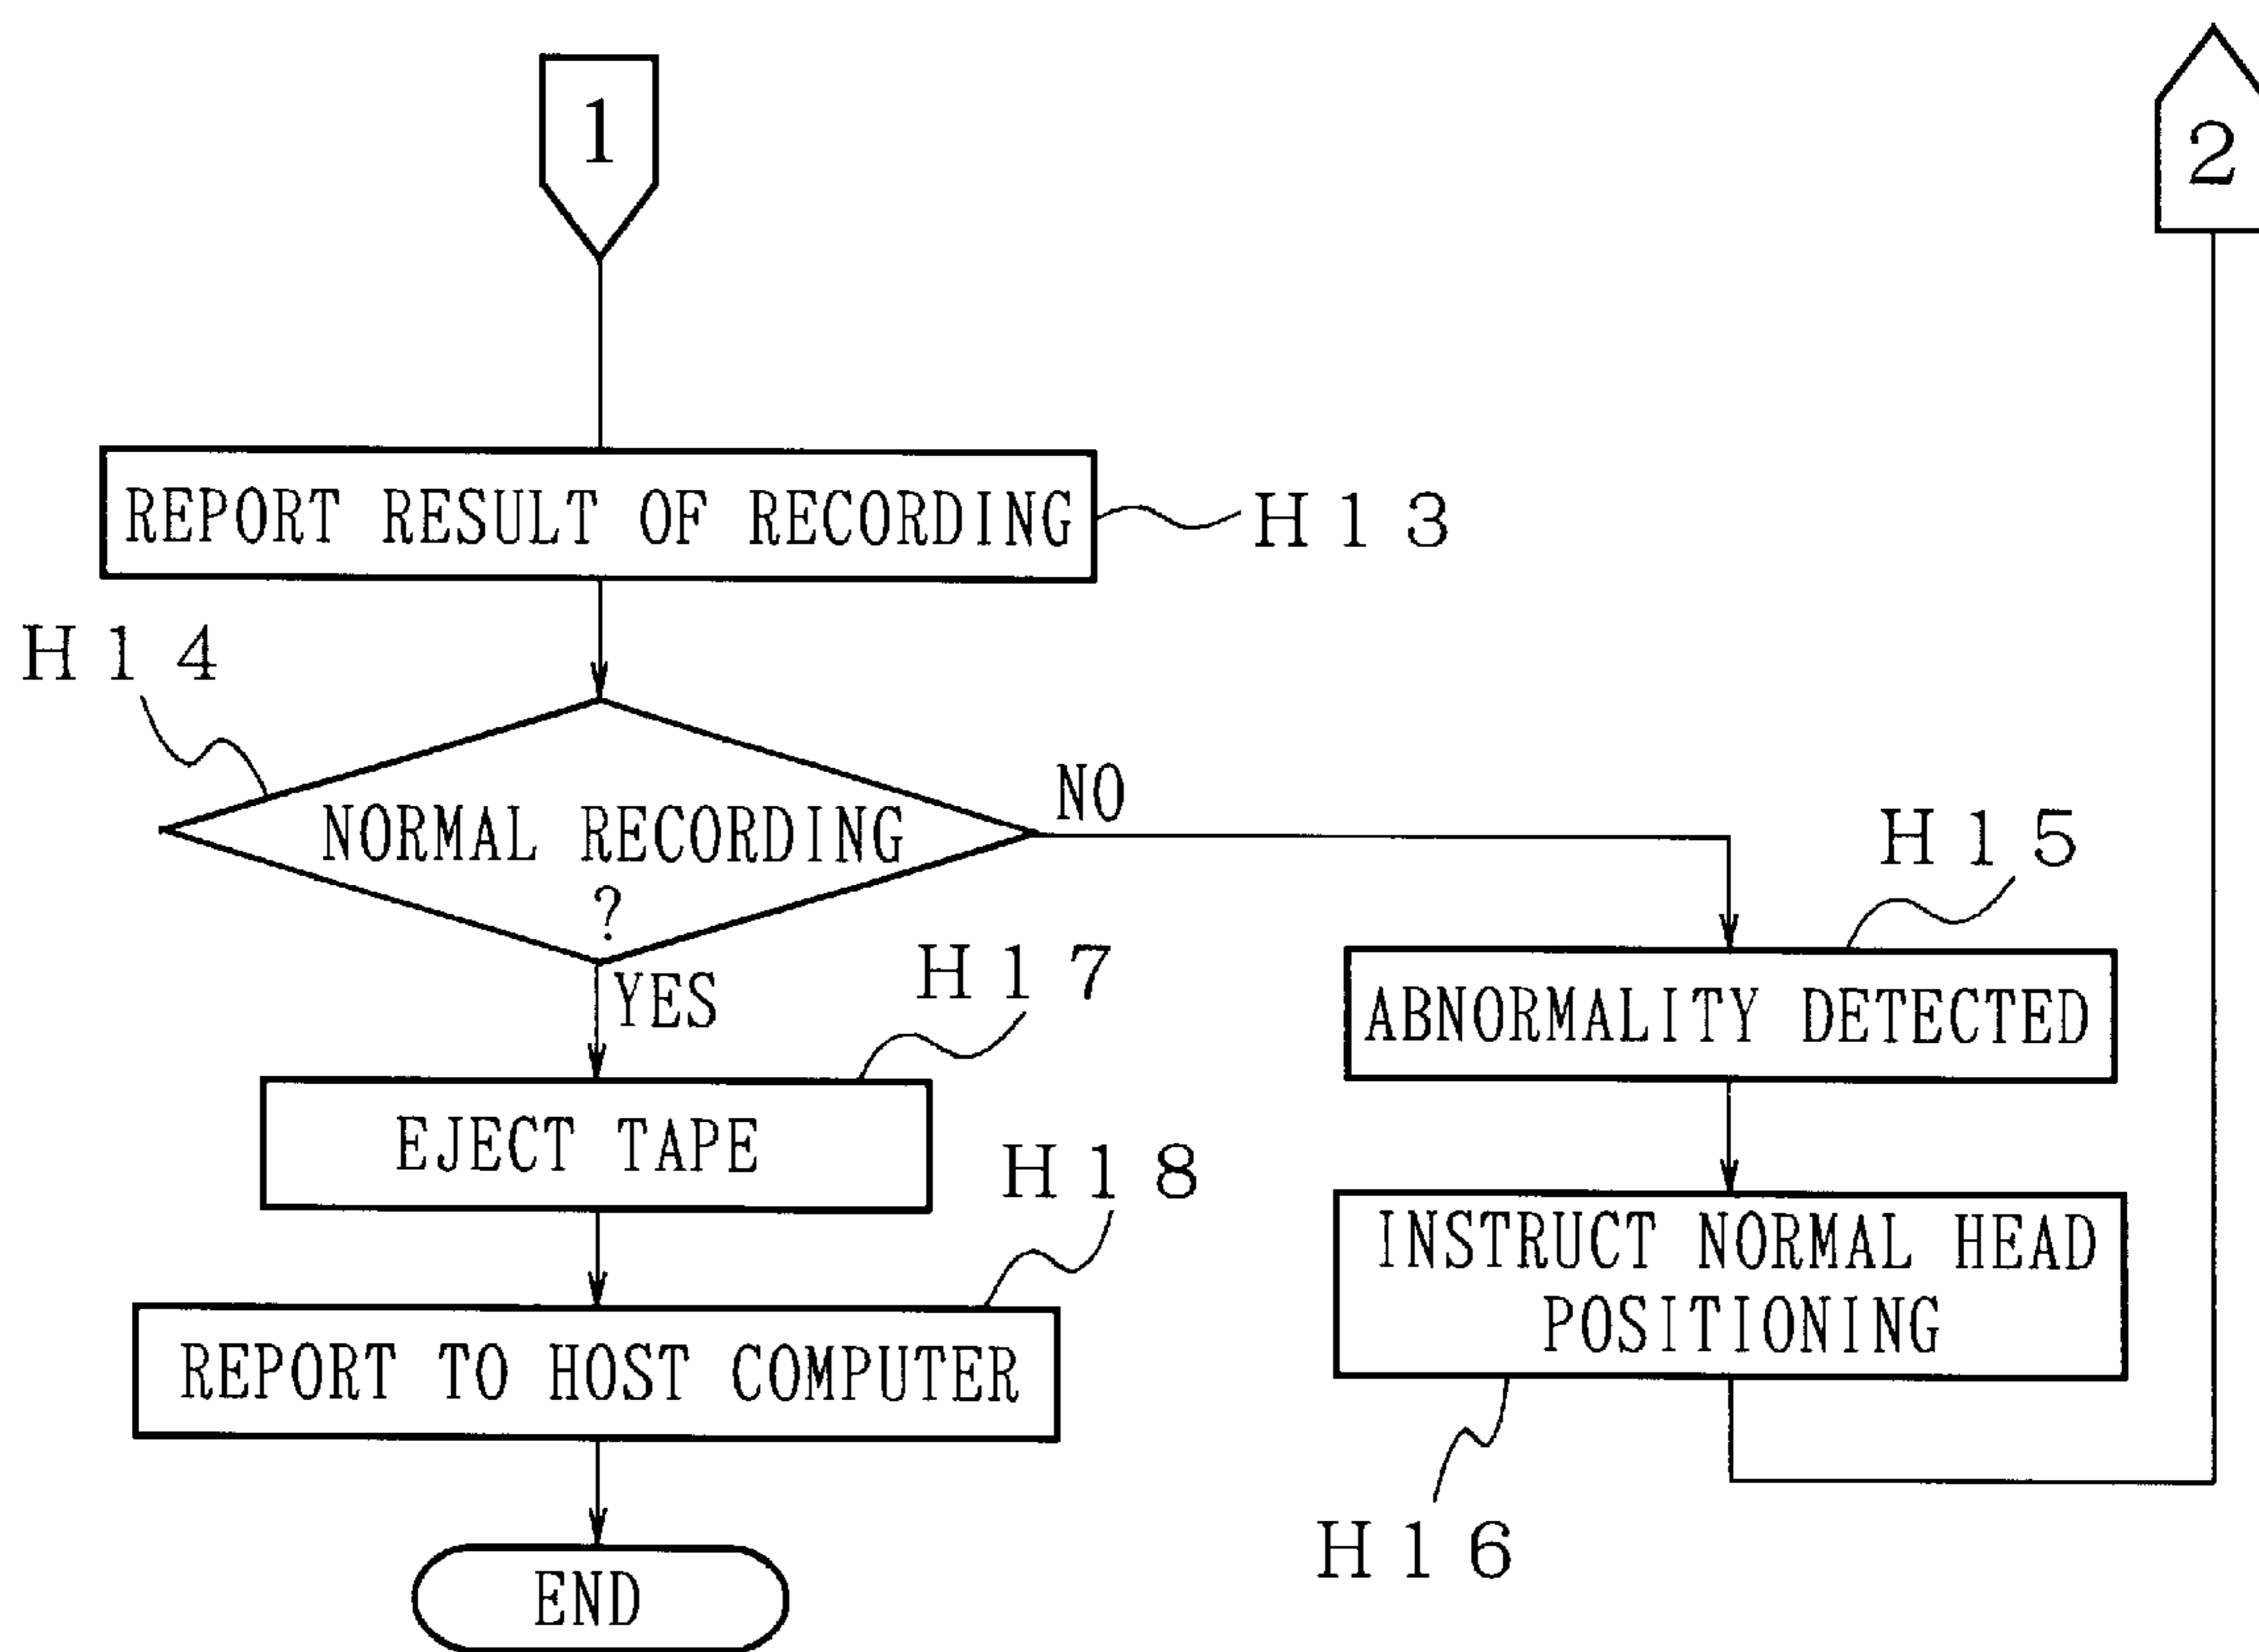 1
2
REPORT RESULT OF RECORDING
H13
H14
NORMAL RECORDING
?
NO
YES
H15
ABNORMALITY DETECTED
H17
EJECT TAPE
H18
INSTRUCT NORMAL HEAD
POSITIONING
H16
REPORT TO HOST COMPUTER
END